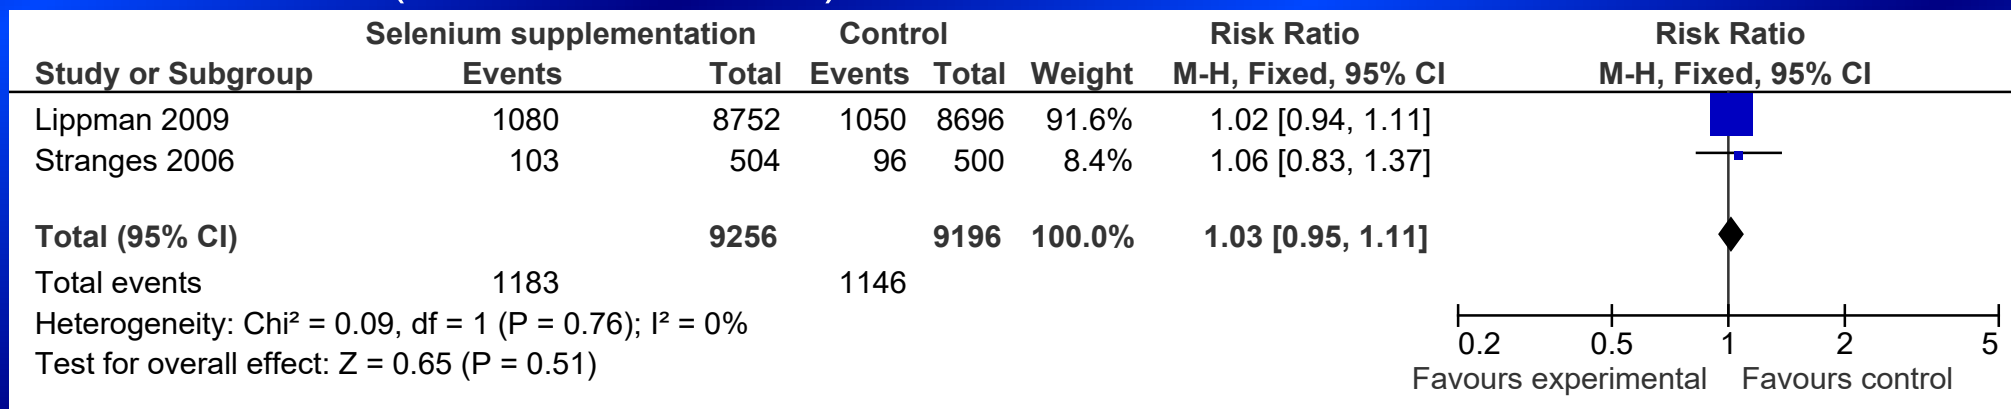 Selenium supplementation Control Risk Ratio Risk Ratio
Study or Subgroup Events Total Events Total Weight M-H, Fixed, 95% CI M-H, Fixed, 95% CI
Lippman 2009 1080 8752 1050 8696 91.6% 1.02 [0.94, 1.11]
Stranges 2006 103 504 96 500 8.4% 1.06 [0.83, 1.37]
Total (95% CI) 9256 9196 100.0% 1.03 [0.95, 1.11]
Total events 1183 1146
Heterogeneity: Chi² = 0.09, df = 1 (P = 0.76); I² = 0%
Test for overall effect: Z = 0.65 (P = 0.51)
0.2 0.5 1 2 5
Favours experimental Favours control